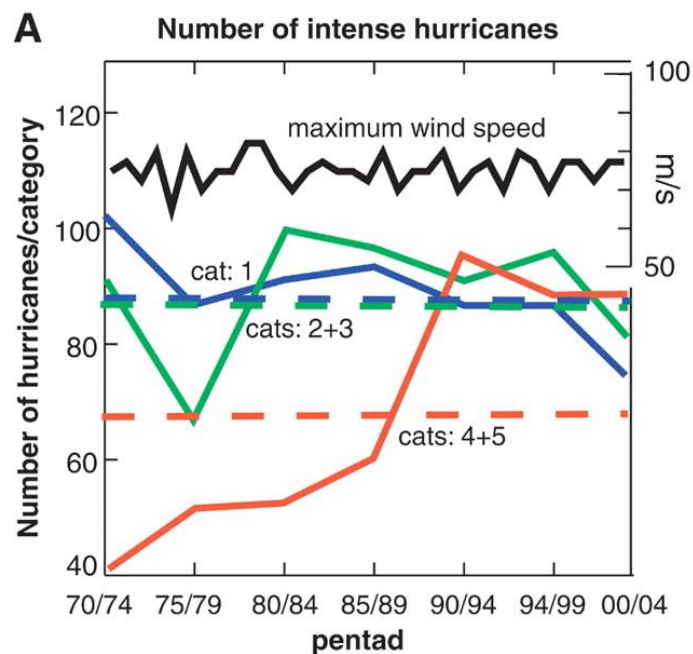 A
Number of intense hurricanes
100
120
maximum wind speed
m/s
Number of hurricanes/category
100
cat: 1
50
cats: 2+3
80
cats: 4+5
60
40
70/74 75/79 80/84 85/89 90/94 94/99 00/04
pentad